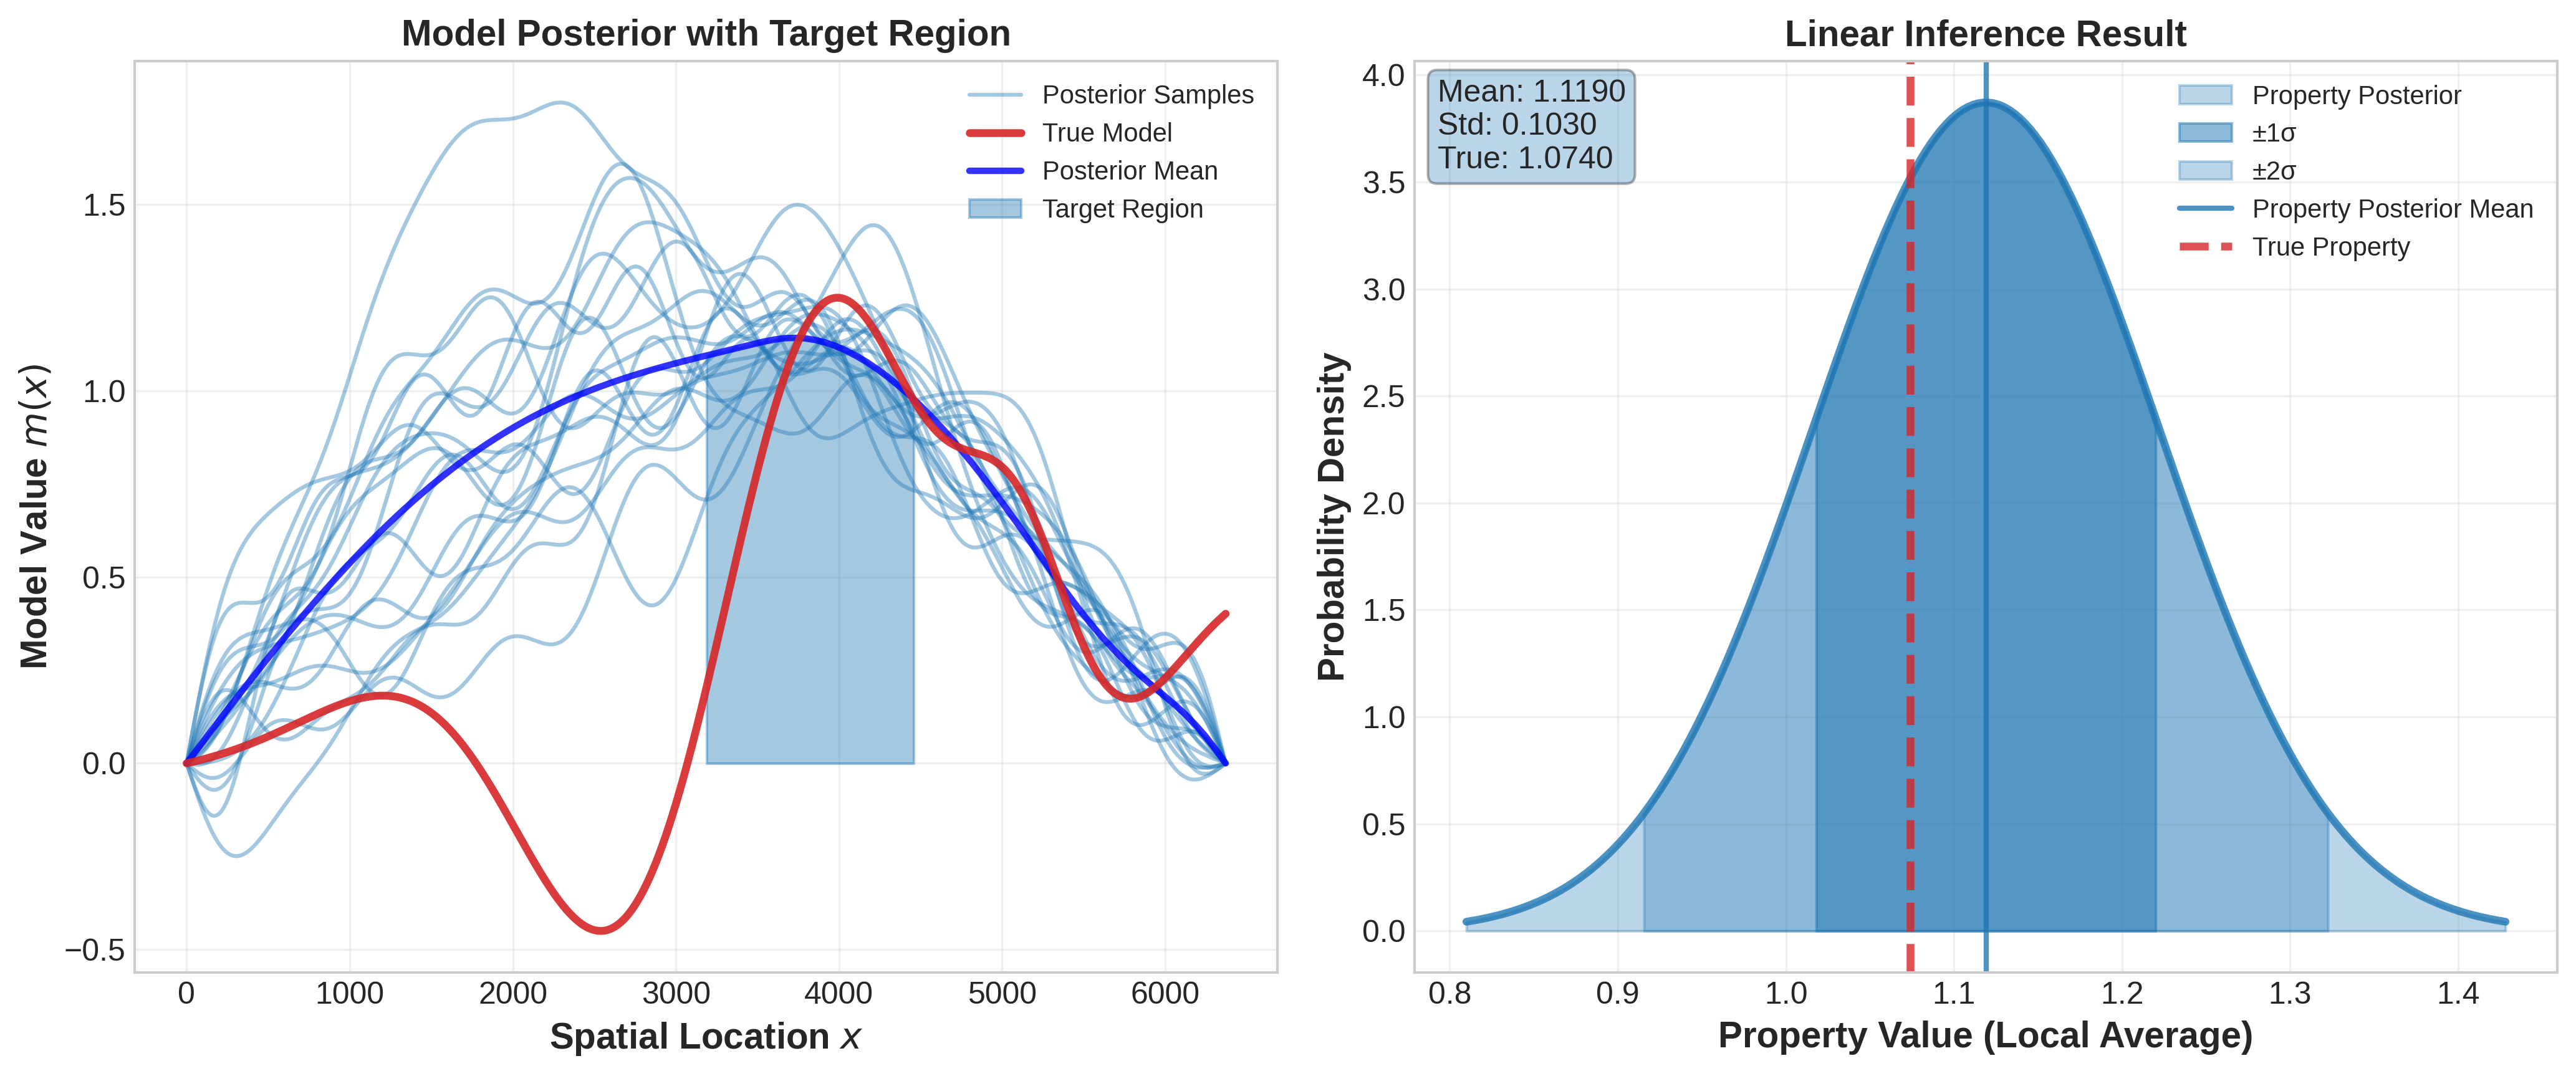 Model Posterior with Target Region
Posterior Samples
True Model
Posterior Mean
Target Region
1.5
1.0
0.5
0.0
−0.5
Model Value m(x)
0 1000 2000 3000 4000 5000 6000
Spatial Location x
Linear Inference Result
Mean: 1.1190
Std: 0.1030
True: 1.0740
Property Posterior
±1σ
±2σ
Property Posterior Mean
True Property
4.0
3.5
3.0
2.5
2.0
1.5
1.0
0.5
0.0
Probability Density
0.8 0.9 1.0 1.1 1.2 1.3 1.4
Property Value (Local Average)